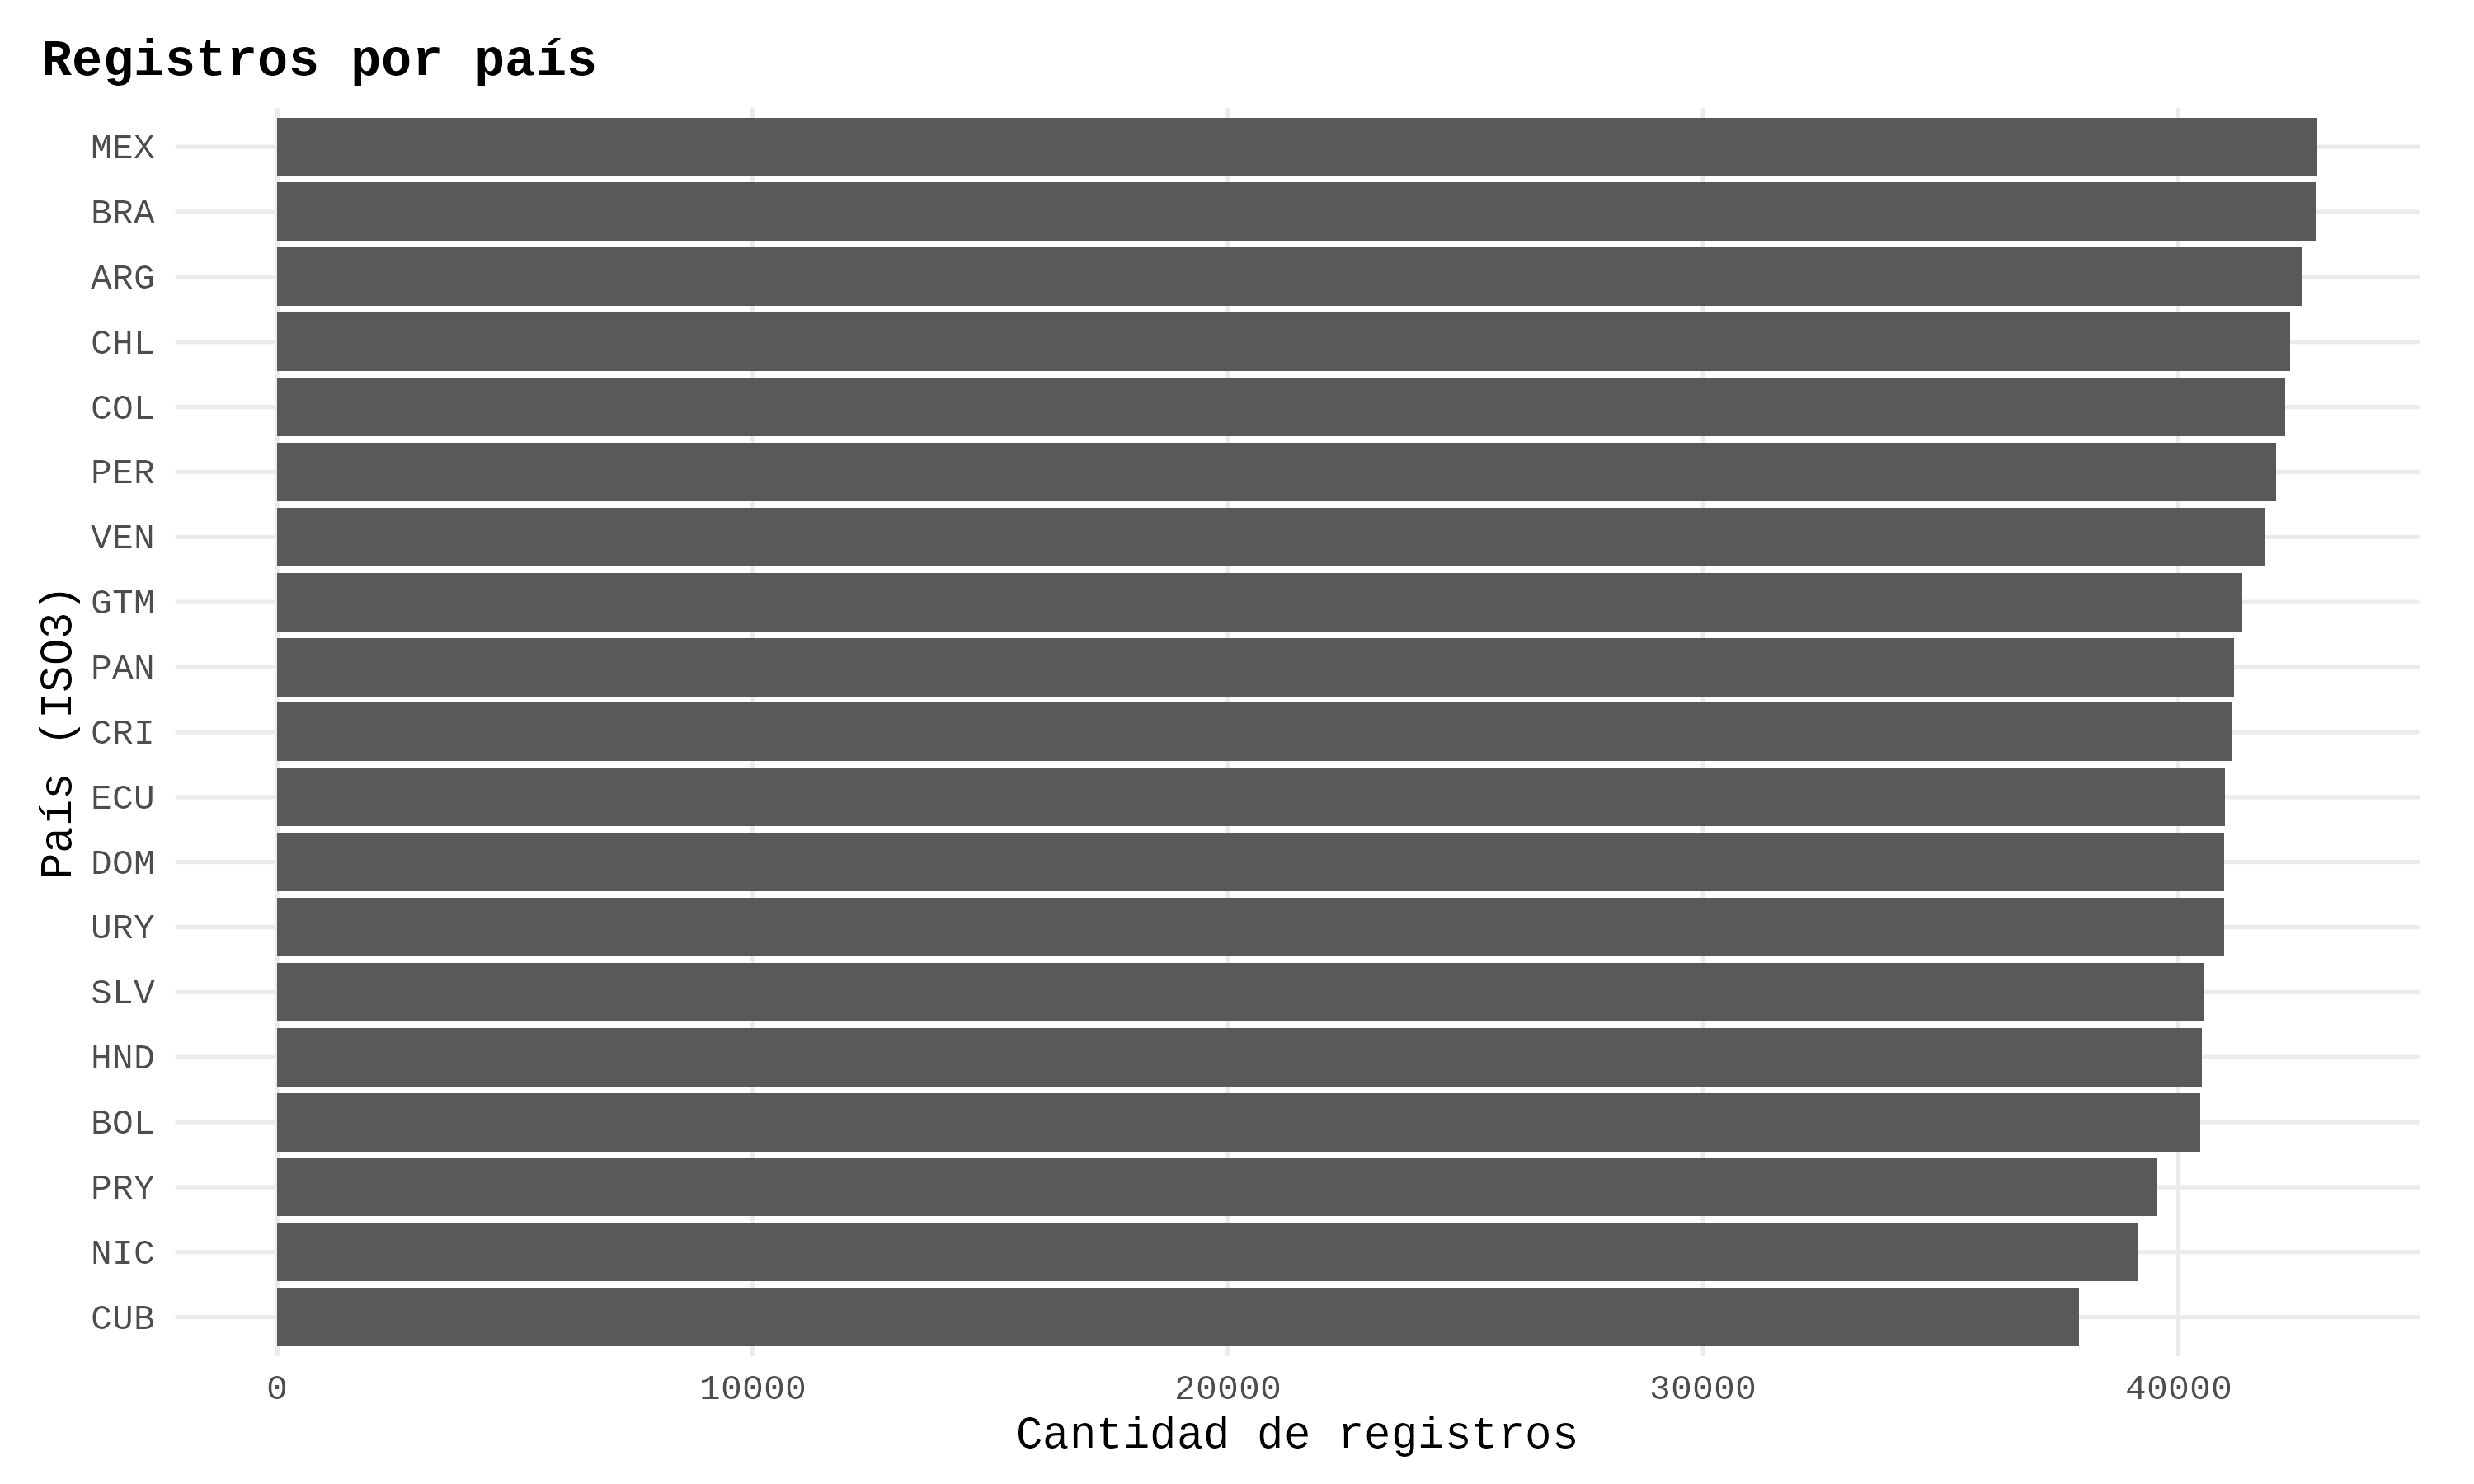 Registros por país
MEX
BRA
ARG
CHL
COL
PER
VEN
GTM
PAN
CRI
ECU
DOM
URY
SLV
HND
BOL
PRY
NIC
CUB
País (ISO3)
0 10000 20000 30000 40000
Cantidad de registros